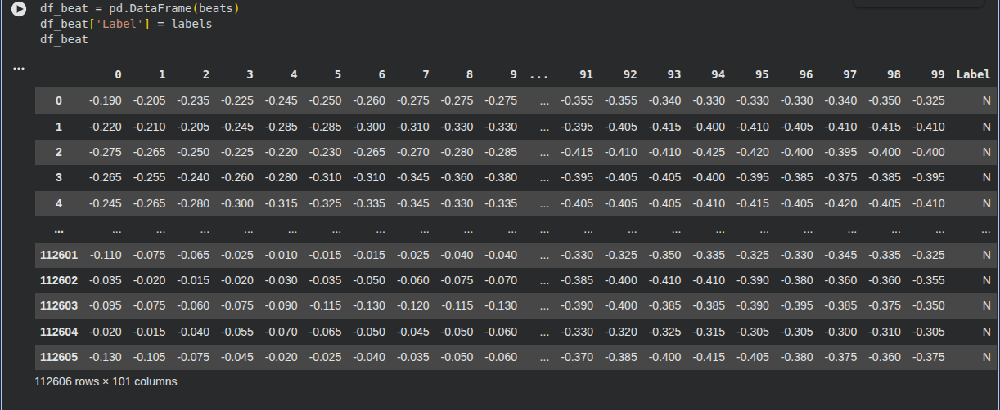 df_beat = pd.DataFrame(beats)
df_beat['Label'] = labels
df_beat
0 1 2 3 4 5 6 7 8 9 ... 91 92 93 94 95 96 97 98 99 Label
0 -0.190 -0.205 -0.235 -0.225 -0.245 -0.250 -0.260 -0.275 -0.275 -0.275 ... -0.355 -0.355 -0.340 -0.330 -0.330 -0.330 -0.340 -0.350 -0.325 N
1 -0.220 -0.210 -0.205 -0.245 -0.285 -0.285 -0.300 -0.310 -0.330 -0.330 ... -0.395 -0.405 -0.415 -0.400 -0.410 -0.405 -0.410 -0.415 -0.410 N
2 -0.275 -0.265 -0.250 -0.225 -0.220 -0.230 -0.265 -0.270 -0.280 -0.285 ... -0.415 -0.410 -0.410 -0.425 -0.420 -0.400 -0.395 -0.400 -0.400 N
3 -0.265 -0.255 -0.240 -0.260 -0.280 -0.310 -0.310 -0.345 -0.360 -0.380 ... -0.395 -0.405 -0.405 -0.400 -0.395 -0.385 -0.375 -0.385 -0.395 N
4 -0.245 -0.265 -0.280 -0.300 -0.315 -0.325 -0.335 -0.345 -0.330 -0.335 ... -0.405 -0.405 -0.405 -0.410 -0.415 -0.405 -0.420 -0.405 -0.410 N
... ... ... ... ... ... ... ... ... ... ... ... ... ... ... ... ... ... ... ... ... ...
112601 -0.110 -0.075 -0.065 -0.025 -0.010 -0.015 -0.015 -0.025 -0.040 -0.040 ... -0.330 -0.325 -0.350 -0.335 -0.325 -0.330 -0.345 -0.335 -0.325 N
112602 -0.035 -0.020 -0.015 -0.020 -0.030 -0.035 -0.050 -0.060 -0.075 -0.070 ... -0.385 -0.400 -0.410 -0.410 -0.390 -0.380 -0.360 -0.360 -0.355 N
112603 -0.095 -0.075 -0.060 -0.075 -0.090 -0.115 -0.130 -0.120 -0.115 -0.130 ... -0.390 -0.400 -0.385 -0.385 -0.390 -0.395 -0.385 -0.375 -0.350 N
112604 -0.020 -0.015 -0.040 -0.055 -0.070 -0.065 -0.050 -0.045 -0.050 -0.060 ... -0.330 -0.320 -0.325 -0.315 -0.305 -0.305 -0.300 -0.310 -0.305 N
112605 -0.130 -0.105 -0.075 -0.045 -0.020 -0.025 -0.040 -0.035 -0.050 -0.060 ... -0.370 -0.385 -0.400 -0.415 -0.405 -0.380 -0.375 -0.360 -0.375 N
112606 rows × 101 columns